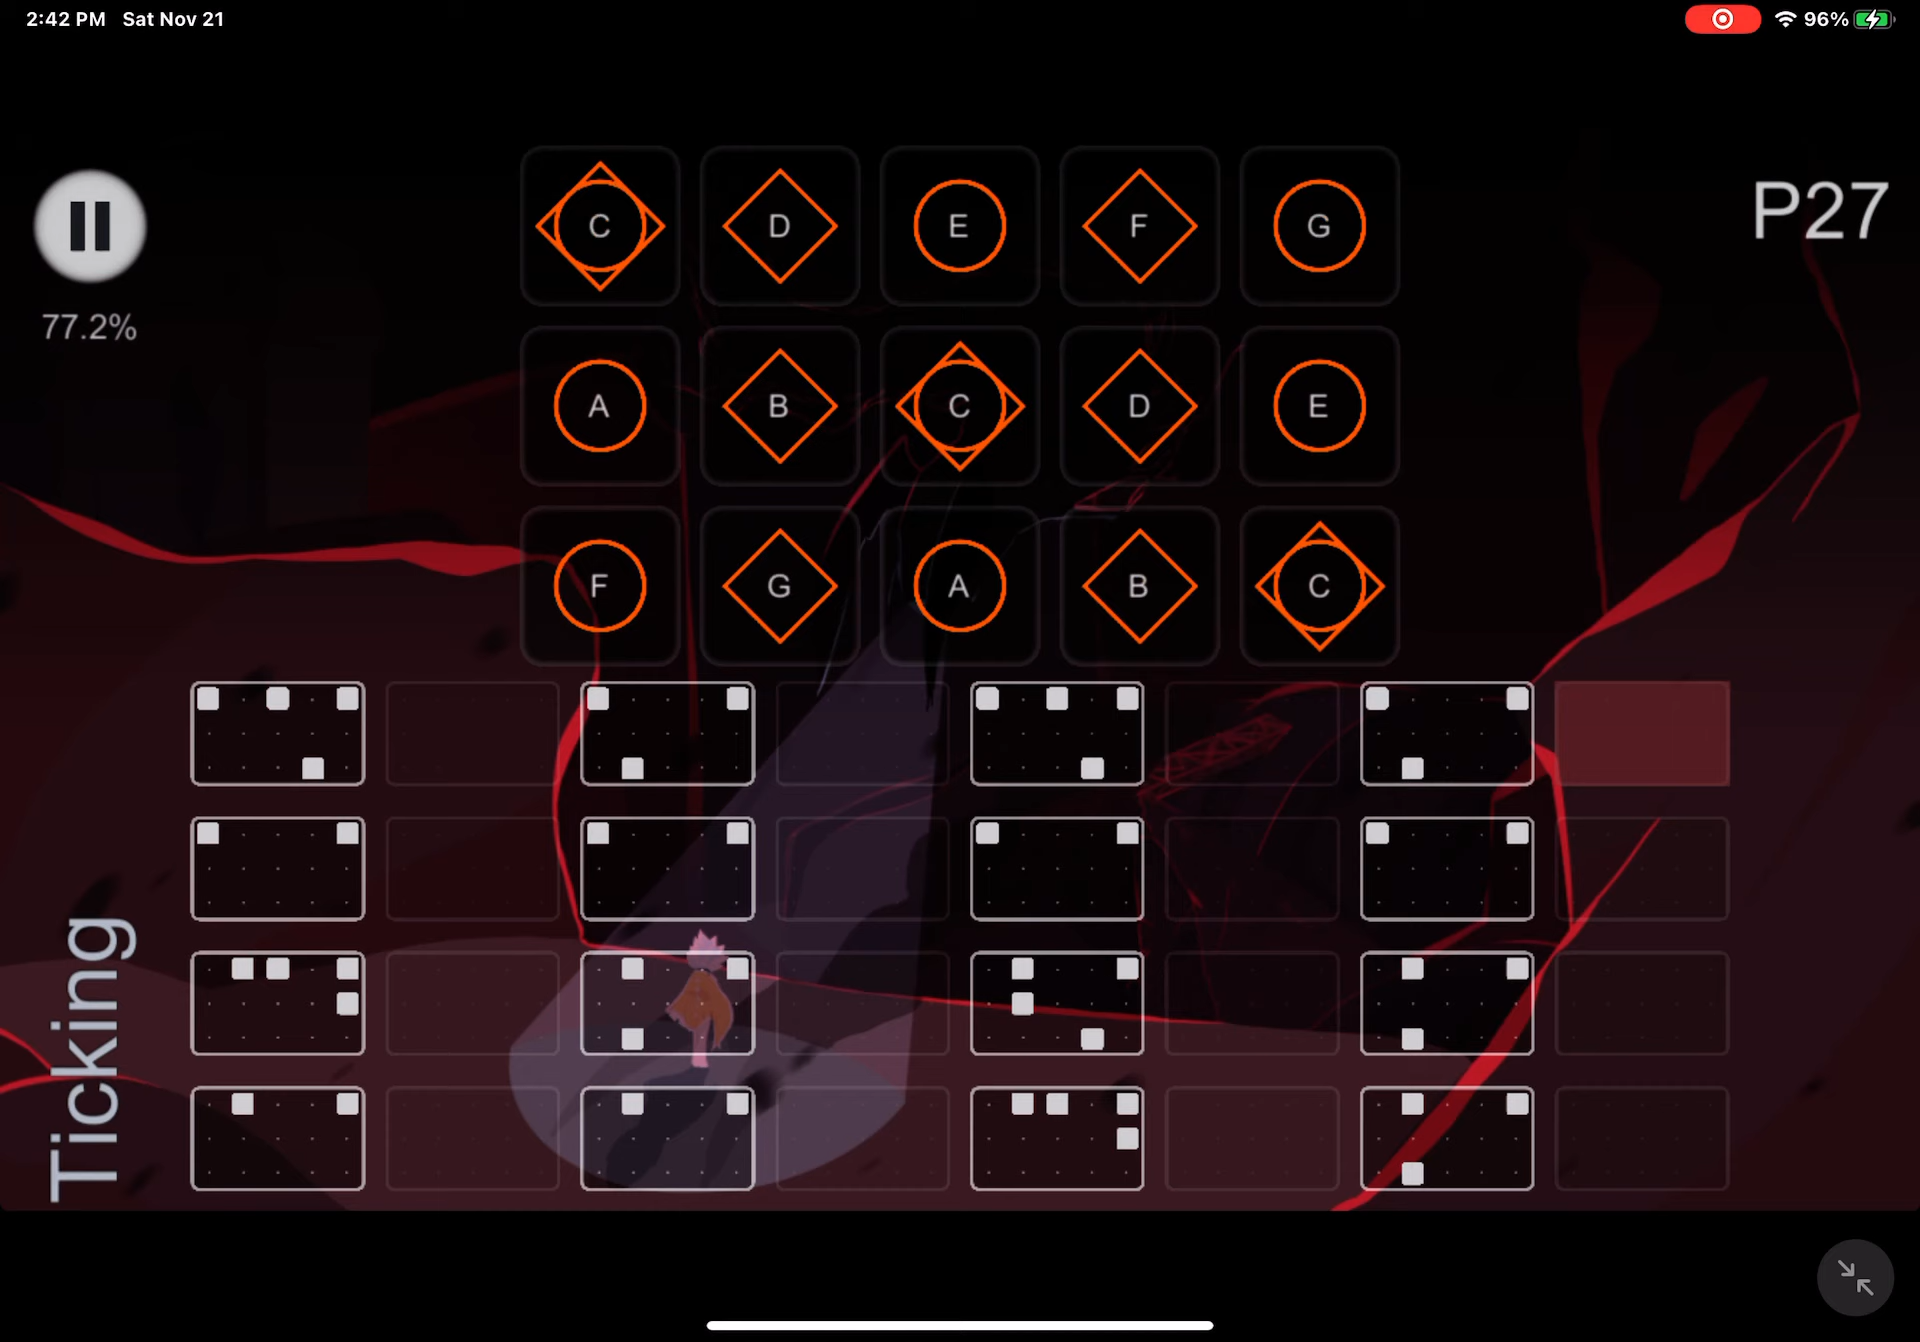 2:42 PM Sat Nov 21
96%
P27
77.2%
C D E F G
A B C D E
F G A B C
Ticking